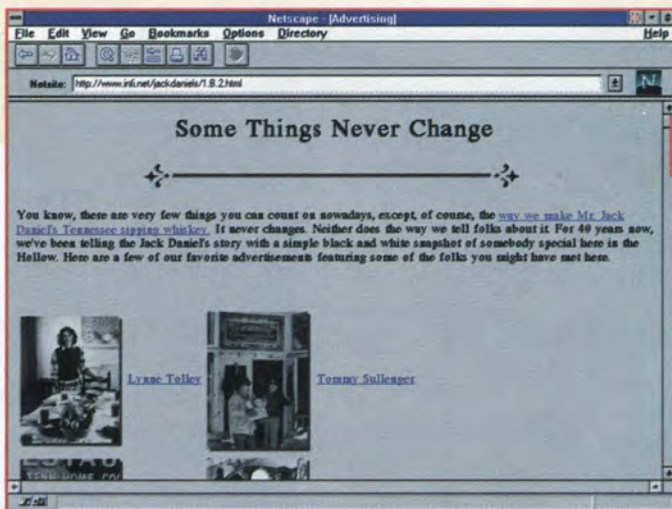 Netscape - [Advertising]
File Edit View Go Bookmarks Options Directory Help
Netsite: http://www.infi.net/jackdaniels/1.8.2.html
N
Some Things Never Change
You know, there are very few things you can count on nowadays, except, of course, the way we make Mr. Jack
Daniel's Tennessee sipping whiskey. It never changes. Neither does the way we tell folks about it. For 40 years now,
we've been telling the Jack Daniel's story with a simple black and white snapshot of somebody special here in the
Hollow. Here are a few of our favorite advertisements featuring some of the folks you might have met here.
Lynne Tolley
Tommy Sullenger
TENN HOME